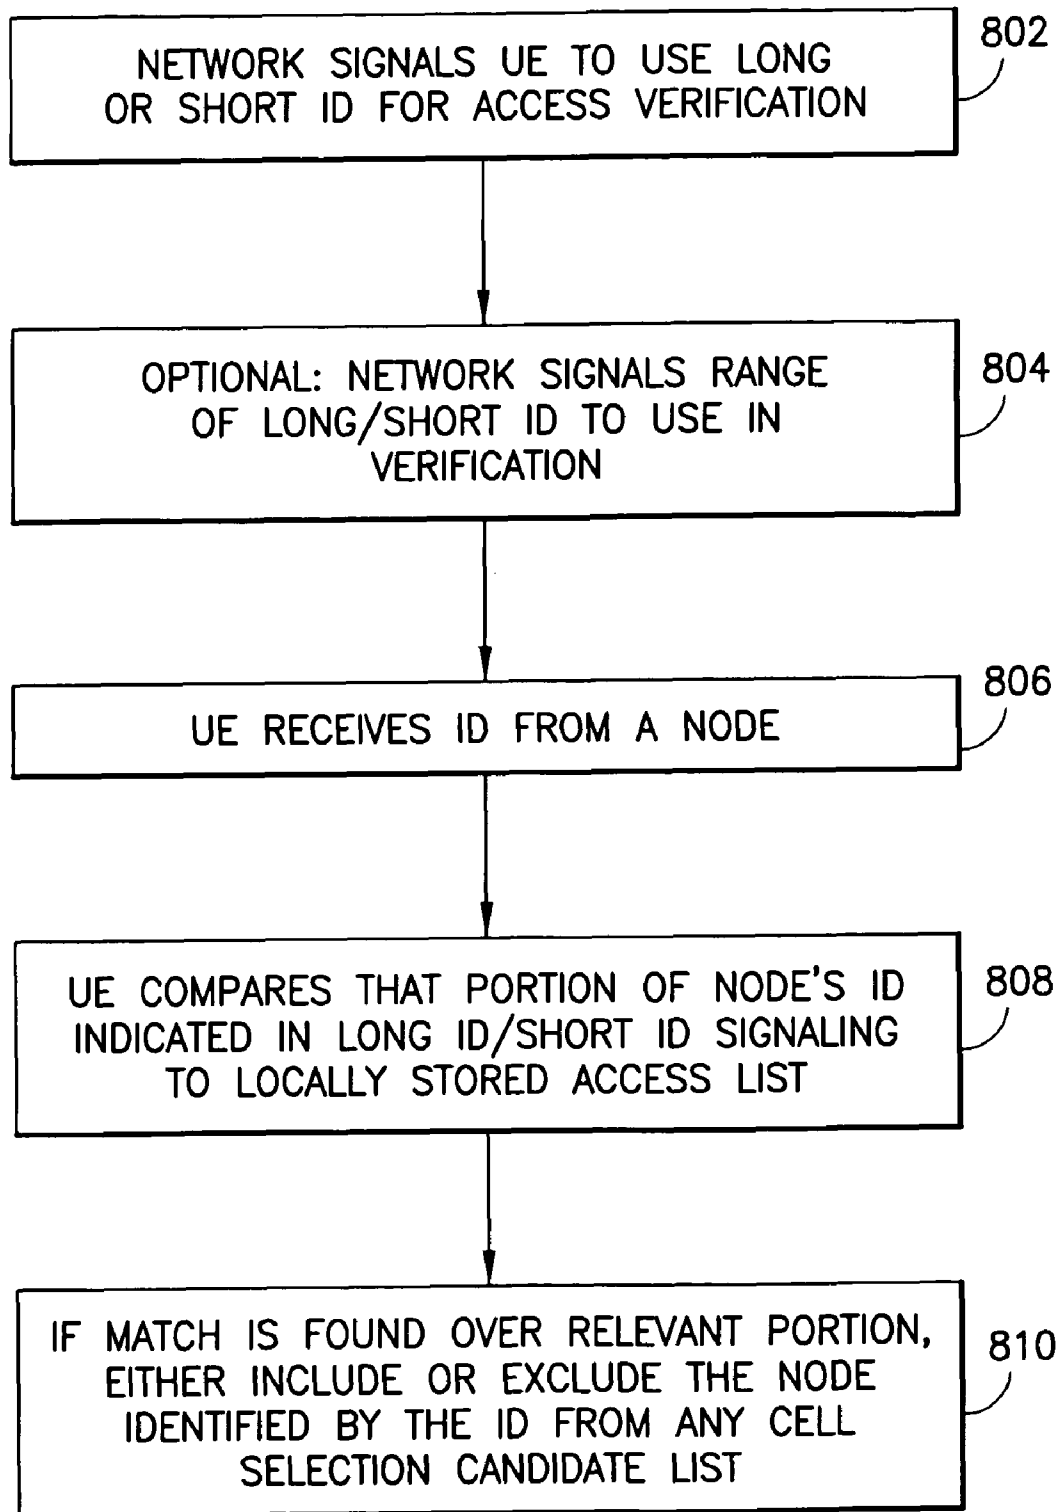 802
NETWORK SIGNALS UE TO USE LONG
OR SHORT ID FOR ACCESS VERIFICATION
804
OPTIONAL: NETWORK SIGNALS RANGE
OF LONG/SHORT ID TO USE IN
VERIFICATION
806
UE RECEIVES ID FROM A NODE
808
UE COMPARES THAT PORTION OF NODE'S ID
INDICATED IN LONG ID/SHORT ID SIGNALING
TO LOCALLY STORED ACCESS LIST
810
IF MATCH IS FOUND OVER RELEVANT PORTION,
EITHER INCLUDE OR EXCLUDE THE NODE
IDENTIFIED BY THE ID FROM ANY CELL
SELECTION CANDIDATE LIST